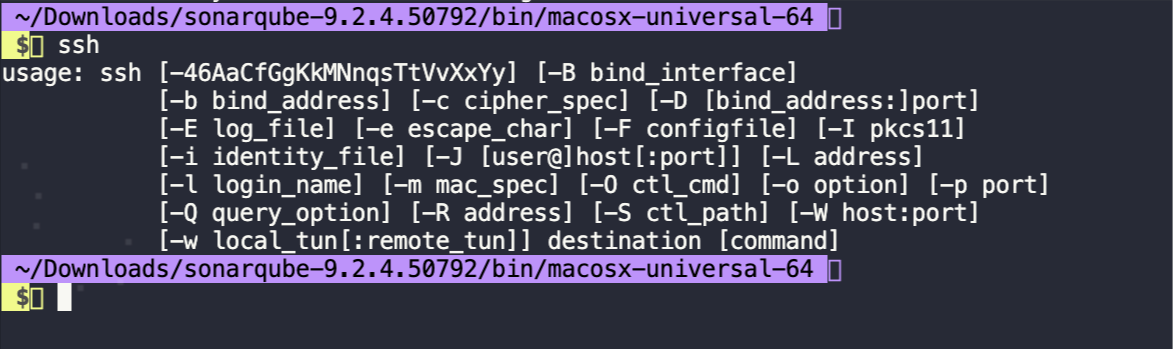 ~/Downloads/sonarqube-9.2.4.50792/bin/macosx-universal-64
$ ssh
usage: ssh [-46AaCfGgKkMNnqsTtVvXxYy] [-B bind_interface]
           [-b bind_address] [-c cipher_spec] [-D [bind_address:]port]
           [-E log_file] [-e escape_char] [-F configfile] [-I pkcs11]
           [-i identity_file] [-J [user@]host[:port]] [-L address]
           [-l login_name] [-m mac_spec] [-O ctl_cmd] [-o option] [-p port]
           [-Q query_option] [-R address] [-S ctl_path] [-W host:port]
           [-w local_tun[:remote_tun]] destination [command]
~/Downloads/sonarqube-9.2.4.50792/bin/macosx-universal-64
$